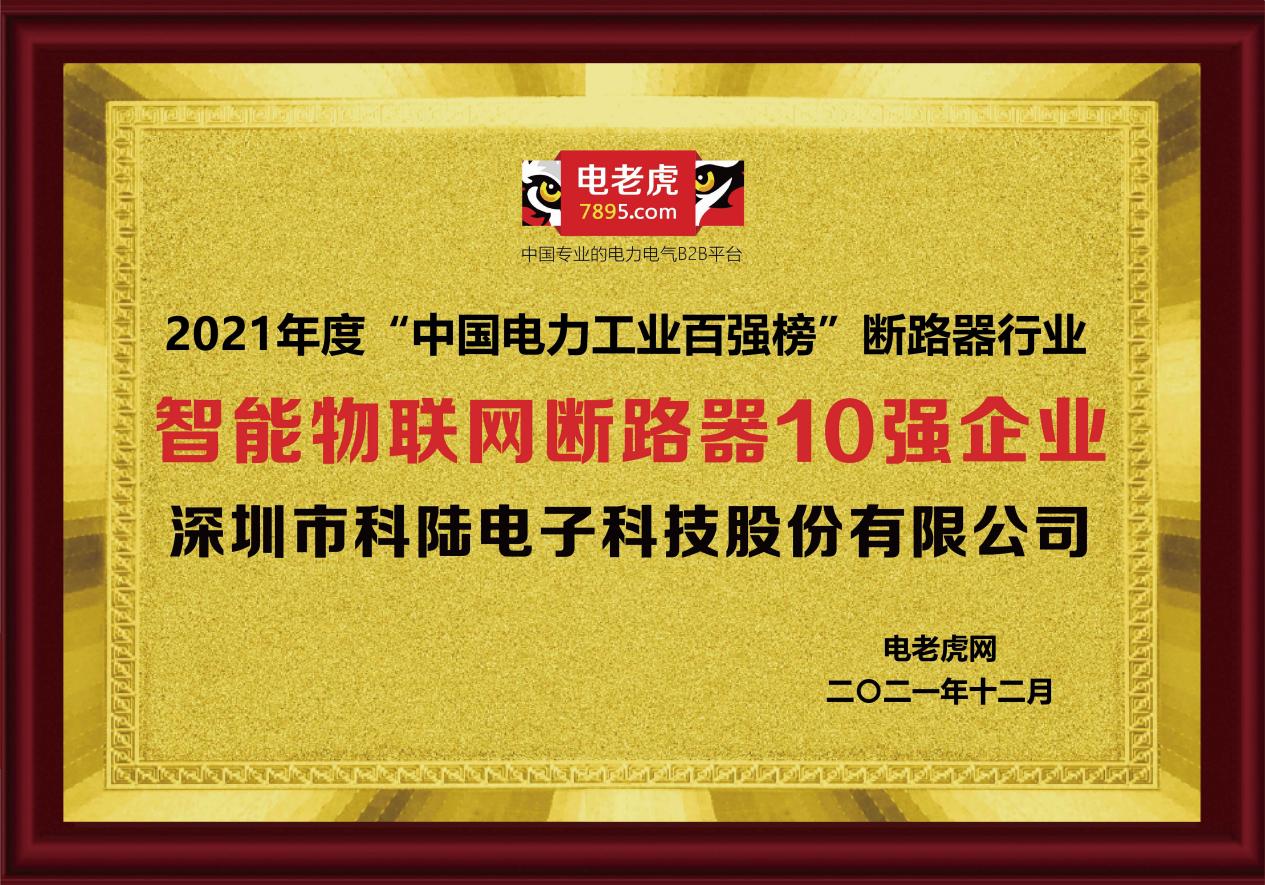 电老虎
7895.com
中国专业的电力电气B2B平台
2021年度“中国电力工业百强榜”断路器行业
智能物联网断路器10强企业
深圳市科陆电子科技股份有限公司
电老虎网
二〇二一年十二月